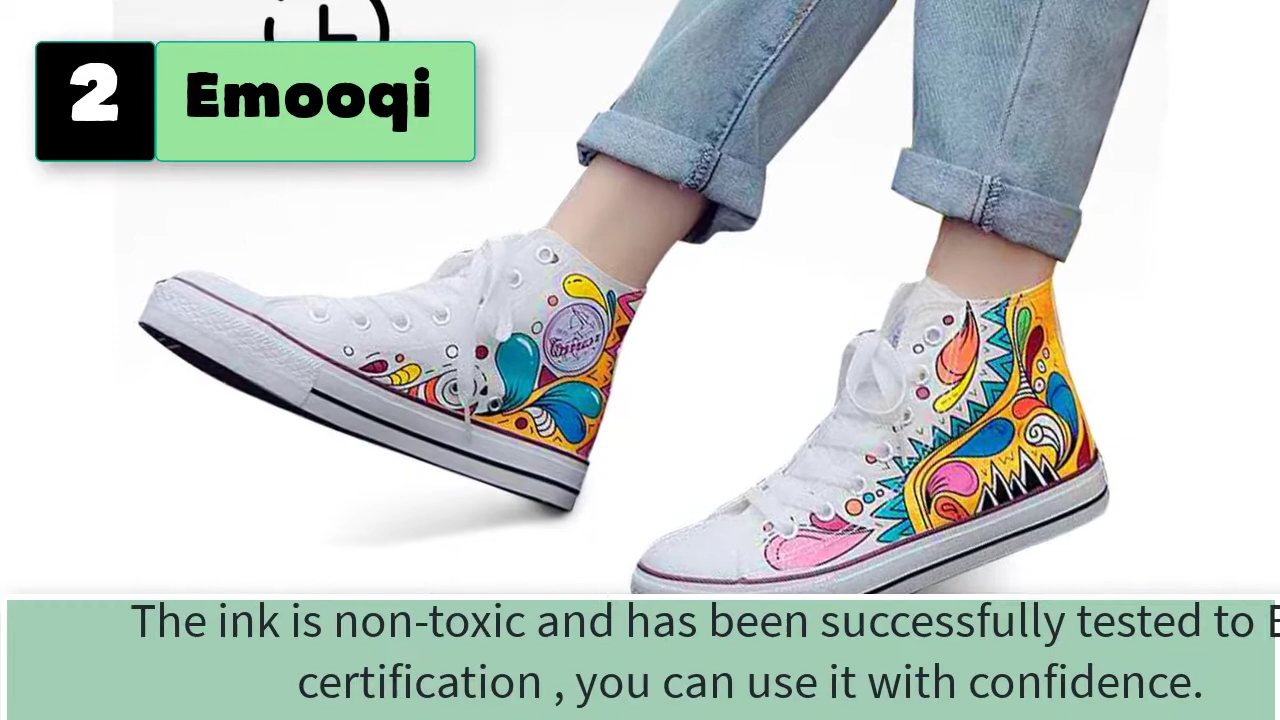 2 Emooqi
The ink is non-toxic and has been successfully tested to
certification , you can use it with confidence.